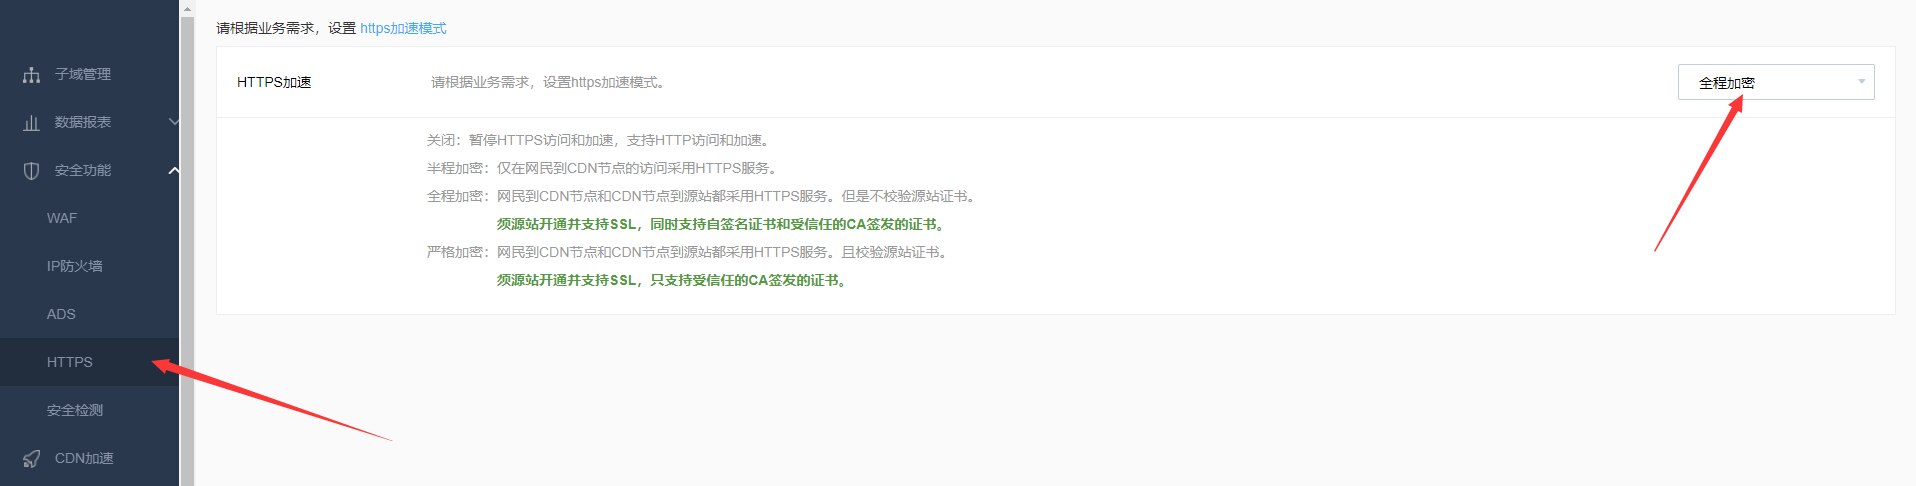 请根据业务需求，设置 https加速模式
子域管理
数据报表
安全功能
WAF
IP防火墙
ADS
HTTPS
安全检测
CDN加速
HTTPS加速
请根据业务需求，设置https加速模式。
全程加密
关闭：暂停HTTPS访问和加速，支持HTTP访问和加速。
半程加密：仅在网民到CDN节点的访问采用HTTPS服务。
全程加密：网民到CDN节点和CDN节点到源站都采用HTTPS服务。但是不校验源站证书。
须源站开通并支持SSL，同时支持自签名证书和受信任的CA签发的证书。
严格加密：网民到CDN节点和CDN节点到源站都采用HTTPS服务。且校验源站证书。
须源站开通并支持SSL，只支持受信任的CA签发的证书。